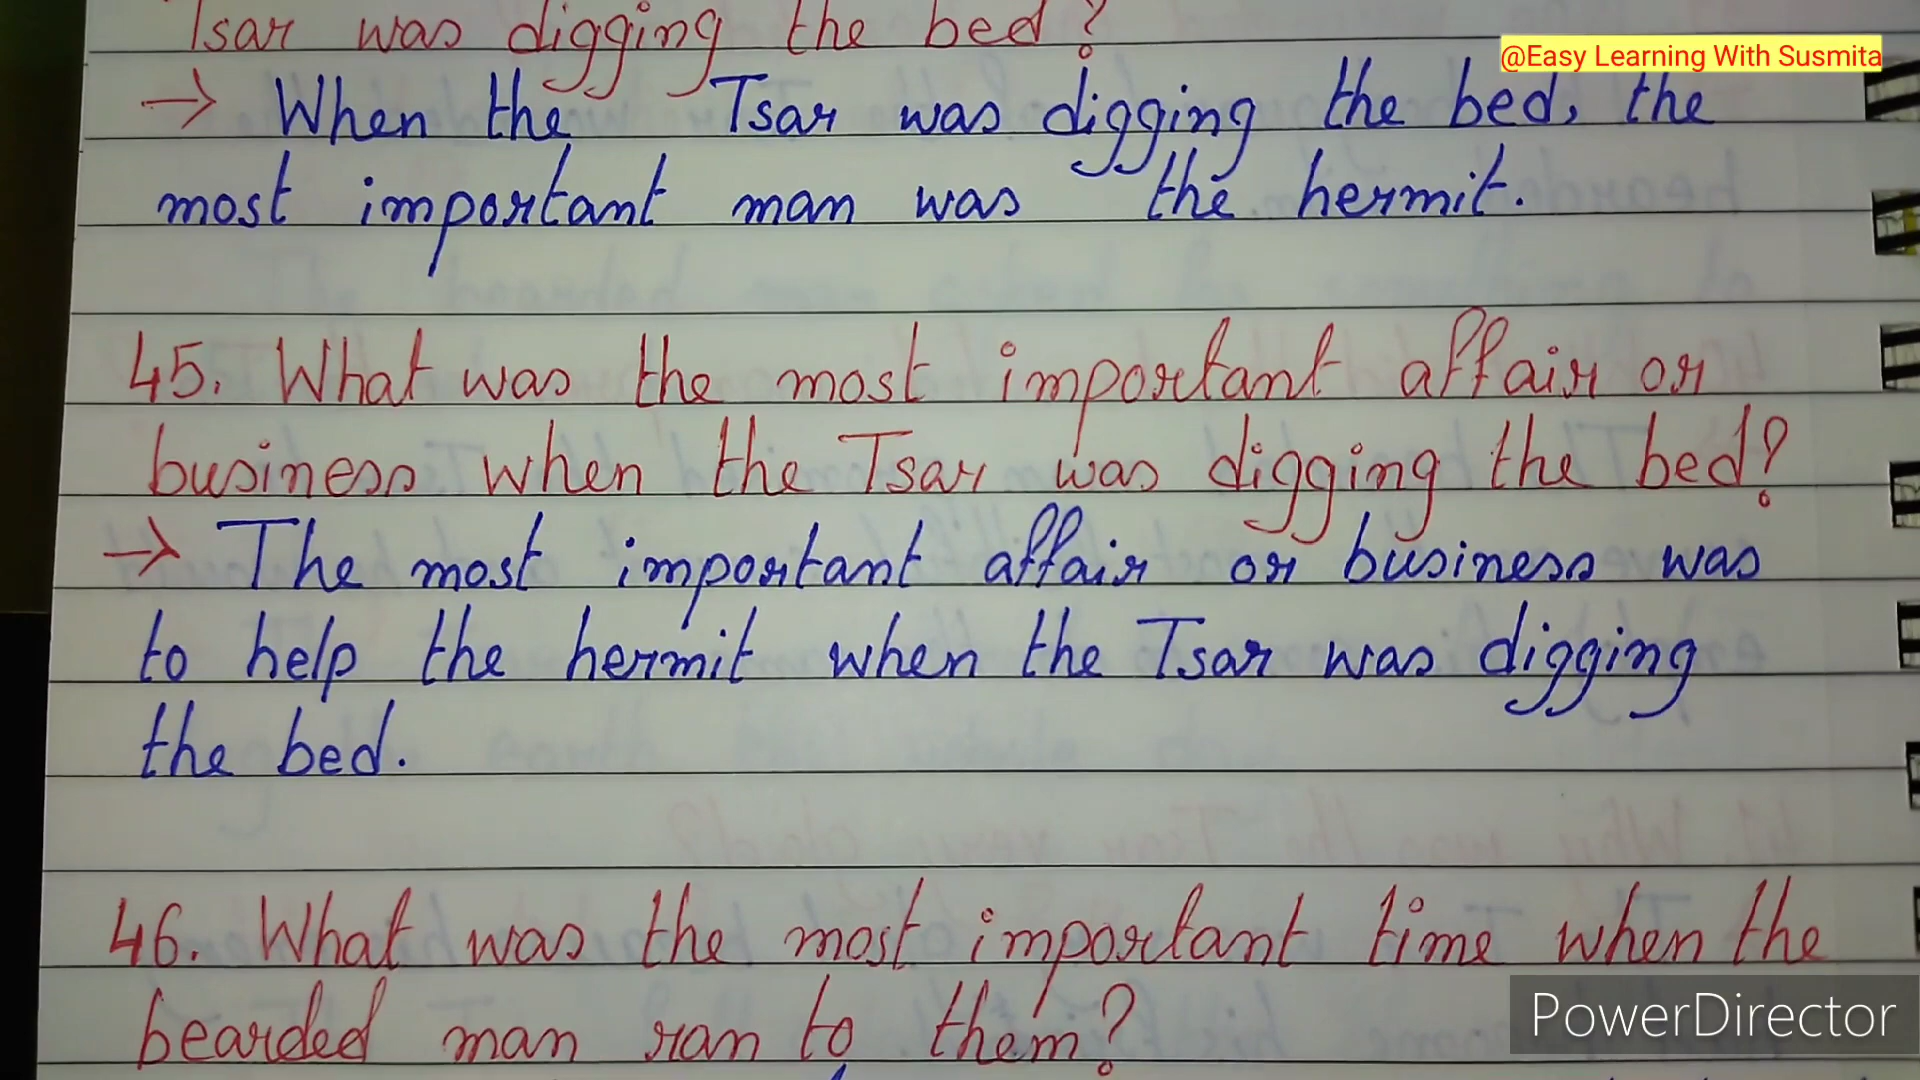 Tsar was digging the bed?
@Easy Learning With Susmita
→ When the Tsar was digging the bed, the
most important man was the hermit.
45. What was the most important affair or
business when the Tsar was digging the bed?
→ The most important affair or business was
to help the hermit when the Tsar was digging
the bed.
46. What was the most important time when the
bearded man ran to them?
PowerDirector